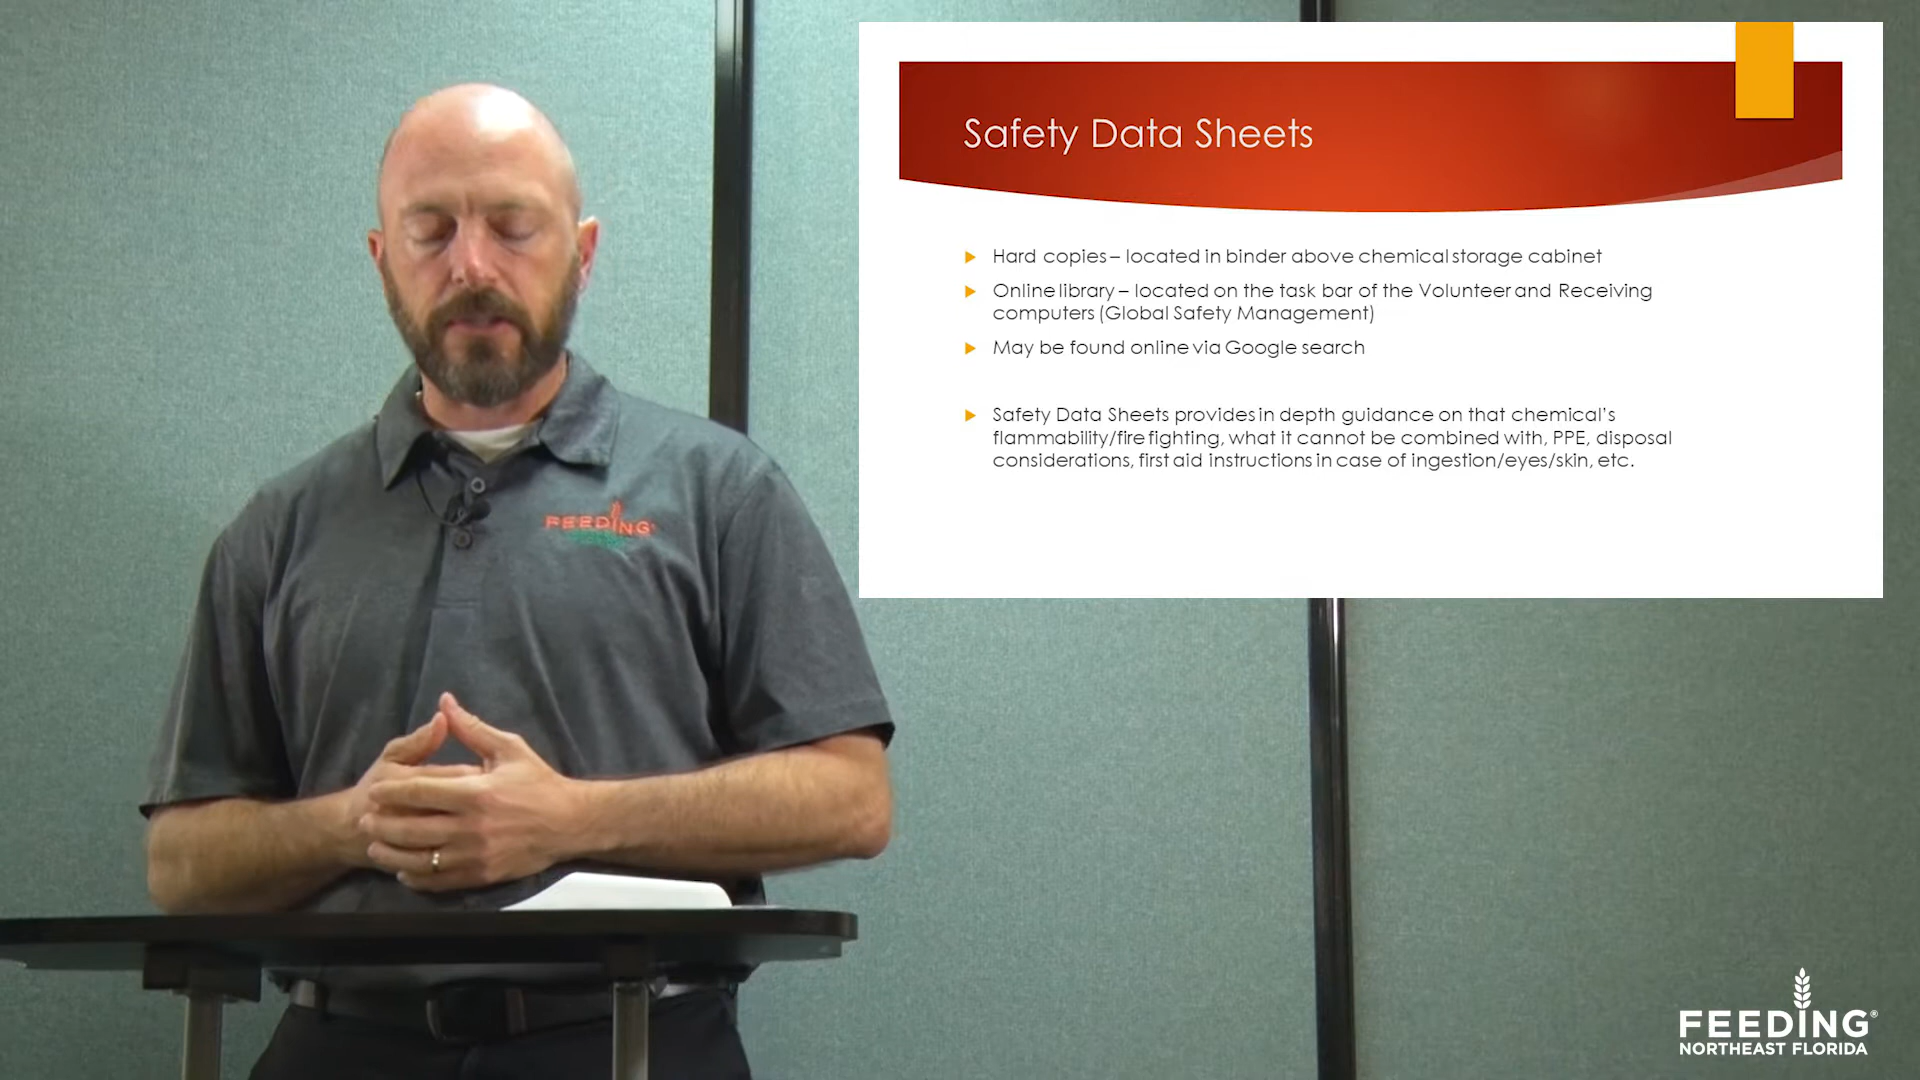 Safety Data Sheets
Hard copies – located in binder above chemical storage cabinet
Online library – located on the task bar of the Volunteer and Receiving
computers (Global Safety Management)
May be found online via Google search
Safety Data Sheets provides in depth guidance on that chemical's
flammability/fire fighting, what it cannot be combined with, PPE, disposal
considerations, first aid instructions in case of ingestion/eyes/skin, etc.
FEEDING
FEEDING®
NORTHEAST FLORIDA